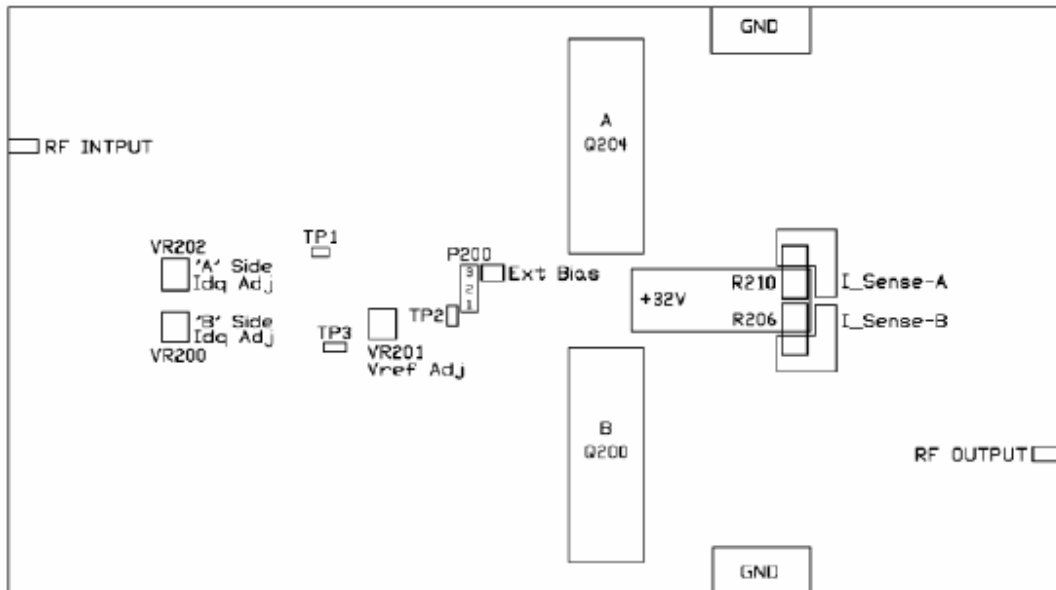 GND
A
Q204
RF INTPUT
VR202
'A' Side
Idq Adj
TP1
P200
3
2
1
Ext Bias
+32V
R210
I_Sense-A
'B' Side
Idq Adj
VR200
TP3
TP2
VR201
Vref Adj
R206
I_Sense-B
B
Q200
RF OUTPUT
GND